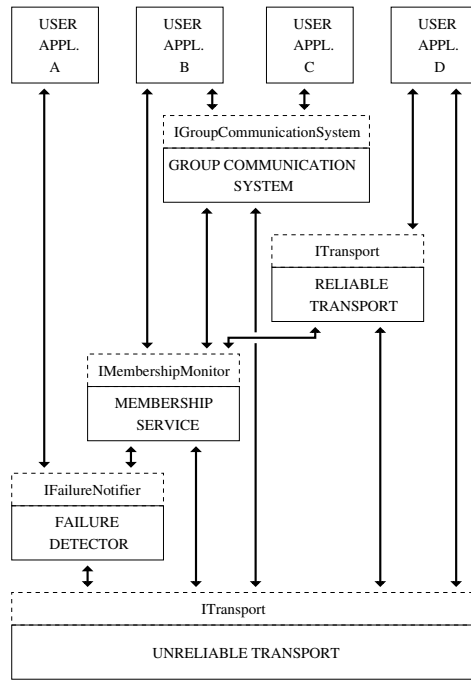 USER
APPL.
A
USER
APPL.
B
USER
APPL.
C
USER
APPL.
D
IGroupCommunicationSystem
GROUP COMMUNICATION
SYSTEM
ITransport
RELIABLE
TRANSPORT
IMembershipMonitor
MEMBERSHIP
SERVICE
IFailureNotifier
FAILURE
DETECTOR
ITransport
UNRELIABLE TRANSPORT